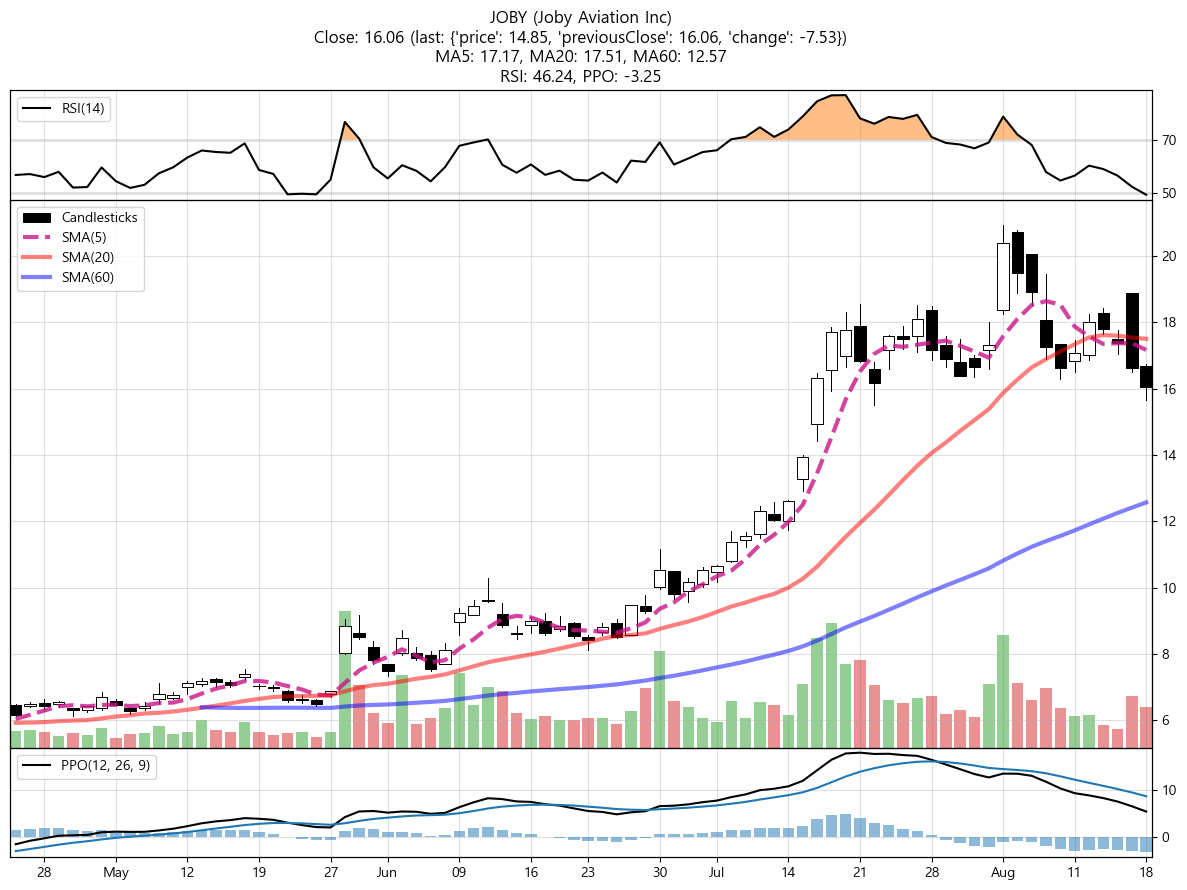 JOBY (Joby Aviation Inc)
Close: 16.06 (last: {'price': 14.85, 'previousClose': 16.06, 'change': -7.53})
MA5: 17.17, MA20: 17.51, MA60: 12.57
RSI: 46.24, PPO: -3.25
RSI(14)
70
50
Candlesticks
SMA(5)
SMA(20)
SMA(60)
20
18
16
14
12
10
8
6
PPO(12, 26, 9)
10
0
28 May 12 19 27 Jun 09 16 23 30 Jul 14 21 28 Aug 11 18